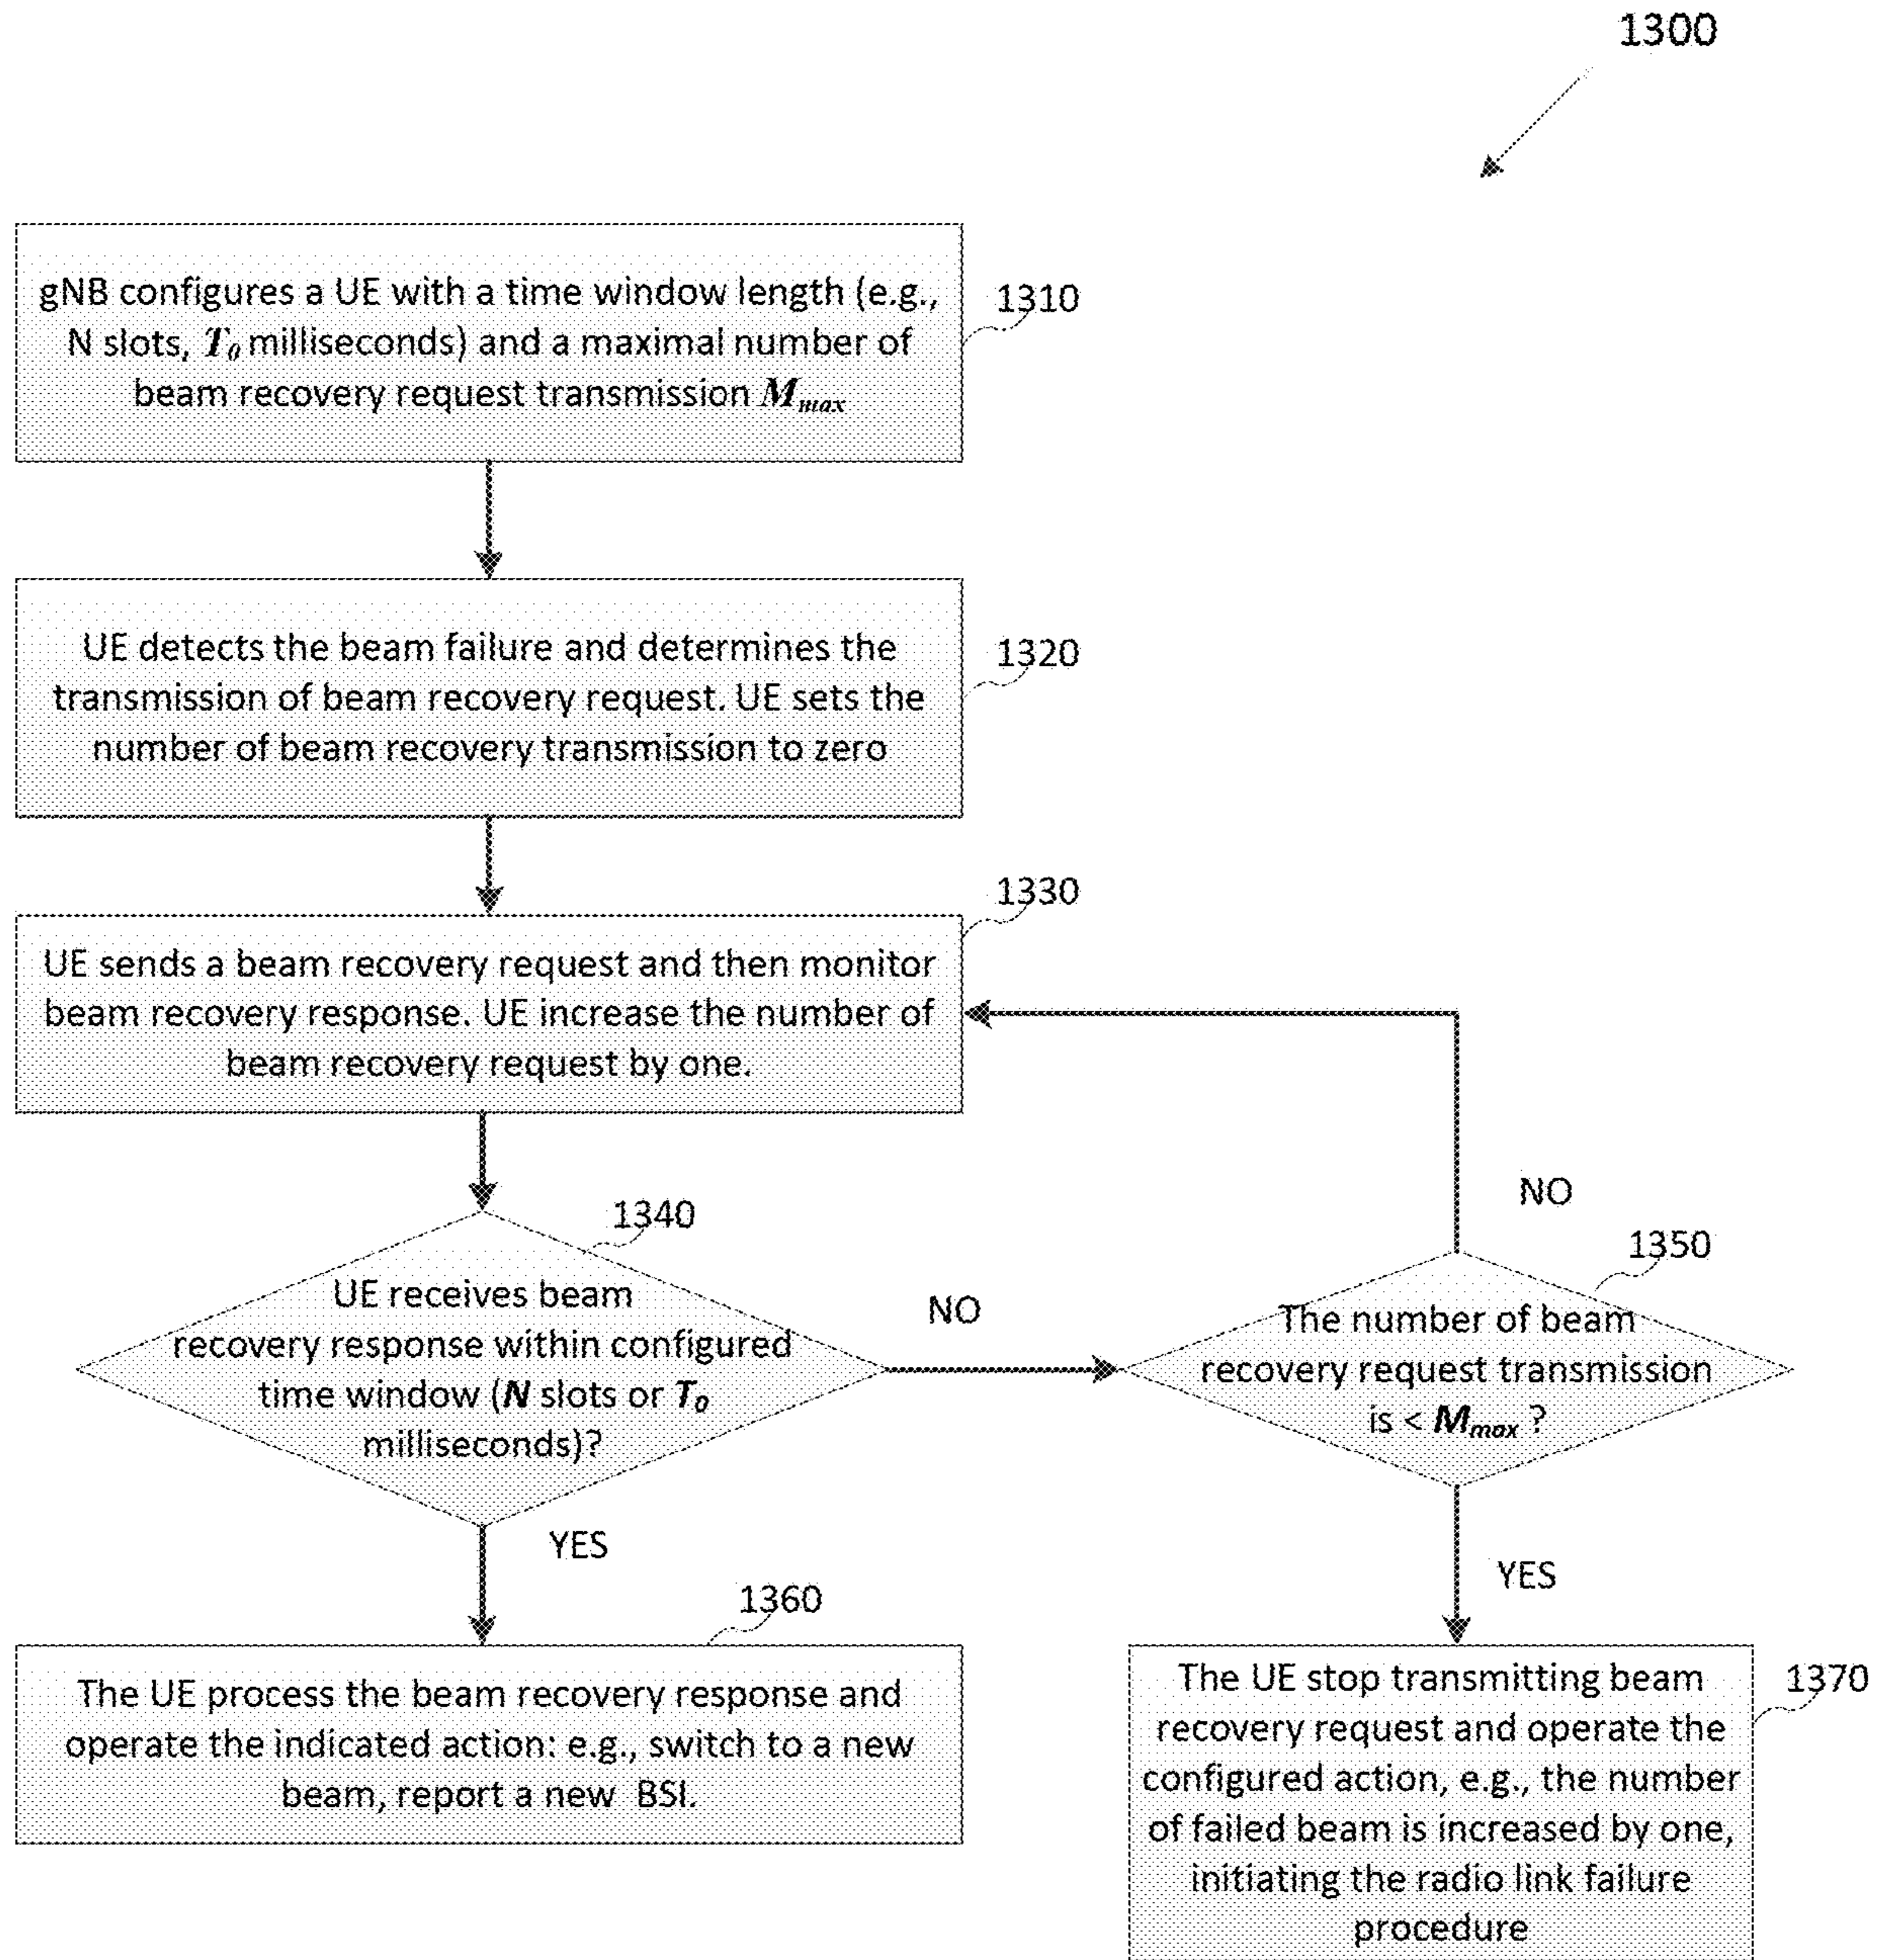 1300
gNB configures a UE with a time window length (e.g.,
N slots, T0 milliseconds) and a maximal number of
beam recovery request transmission Mmax
1310
UE detects the beam failure and determines the
transmission of beam recovery request. UE sets the
number of beam recovery transmission to zero
1320
1330
UE sends a beam recovery request and then monitor
beam recovery response. UE increase the number of
beam recovery request by one.
1340
UE receives beam
recovery response within configured
time window (N slots or T0
milliseconds)?
NO
NO
1350
The number of beam
recovery request transmission
is < Mmax ?
YES
YES
1360
The UE process the beam recovery response and
operate the indicated action: e.g., switch to a new
beam, report a new BSI.
1370
The UE stop transmitting beam
recovery request and operate the
configured action, e.g., the number
of failed beam is increased by one,
initiating the radio link failure
procedure